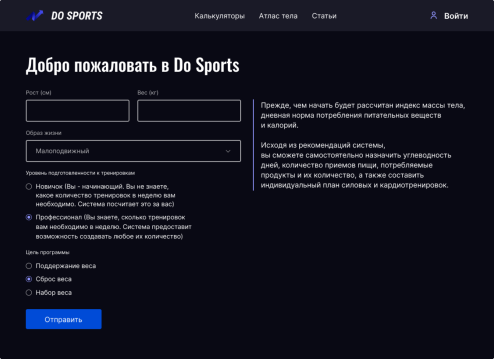 DO SPORTS
Калькуляторы Атлас тела Статьи
Войти
Добро пожаловать в Do Sports
Рост (см) Вес (кг)
Образ жизни
Малоподвижный
Уровень подготовленности к тренировкам
Новичок (Вы - начинающий. Вы не знаете,
какое количество тренировок в неделю вам
необходимо. Система посчитает это за вас)
Профессионал (Вы знаете, сколько тренировок
вам необходимо в неделю. Система предоставит
возможность создавать любое их количество)
Цель программы
Поддержание веса
Сброс веса
Набор веса
Отправить
Прежде, чем начать будет рассчитан индекс массы тела,
дневная норма потребления питательных веществ
и калорий.
Исходя из рекомендаций системы,
вы сможете самостоятельно назначить углеводность
дней, количество приемов пищи, потребляемые
продукты и их количество, а также составить
индивидуальный план силовых и кардиотренировок.